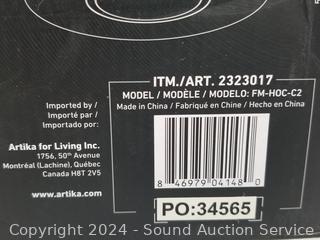 ITM./ART. 2323017
MODEL / MODÈLE / MODELO: FM-HOC-C2
Made in China / Fabriqué en Chine / Hecho en China
Imported by /
Importé par /
Importado por:
Artika for Living Inc.
1756, 50th Avenue
Montréal (Lachine), Québec
Canada H8T 2V5
www.artika.com
8 46979 04148 0
PO:34565
Copyright 2024 - Sound Auction Service